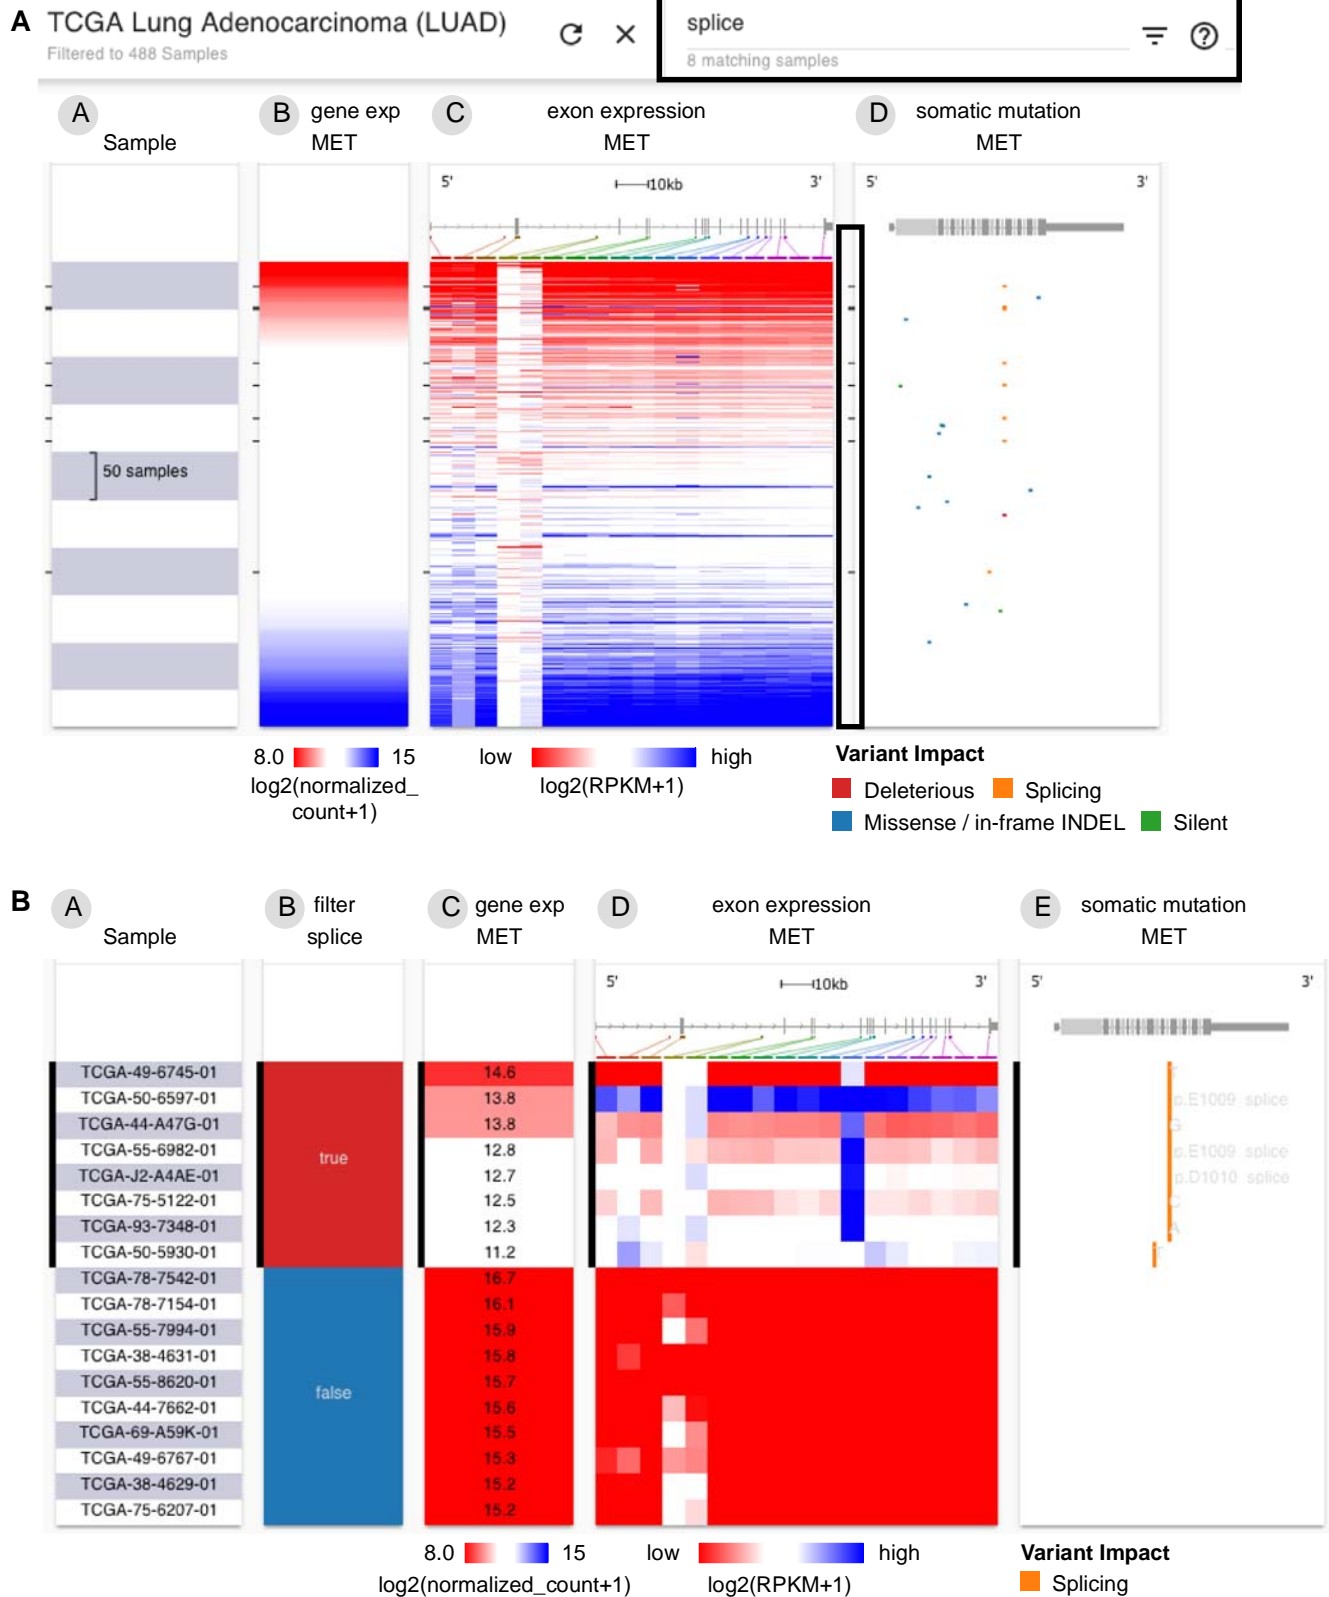 A TCGA Lung Adenocarcinoma (LUAD)
Filtered to 488 Samples
splice
8 matching samples
A Sample
B gene exp MET
C exon expression MET
D somatic mutation MET
5' 10kb 3'
5' 3'
50 samples
8.0 15
log2(normalized_
count+1)
low high
log2(RPKM+1)
Variant Impact
Deleterious Splicing
Missense / in-frame INDEL Silent
B
A Sample
B filter splice
C gene exp MET
D exon expression MET
E somatic mutation MET
5' 10kb 3'
5' 3'
TCGA-49-6745-01 14.6
TCGA-50-6597-01 13.8 p.E1009 splice
TCGA-44-A47G-01 13.8 G
TCGA-55-6982-01 12.8 p.E1009 splice
true
TCGA-J2-A4AE-01 12.7 p.D1010 splice
TCGA-75-5122-01 12.5 C
TCGA-93-7348-01 12.3 A
TCGA-50-5930-01 11.2
TCGA-78-7542-01 16.7
TCGA-78-7154-01 16.1
TCGA-55-7994-01 15.9
TCGA-38-4631-01 15.8
TCGA-55-8620-01 15.7
false
TCGA-44-7662-01 15.6
TCGA-69-A59K-01 15.5
TCGA-49-6767-01 15.3
TCGA-38-4629-01 15.2
TCGA-75-6207-01 15.2
8.0 15
log2(normalized_count+1)
low high
log2(RPKM+1)
Variant Impact
Splicing